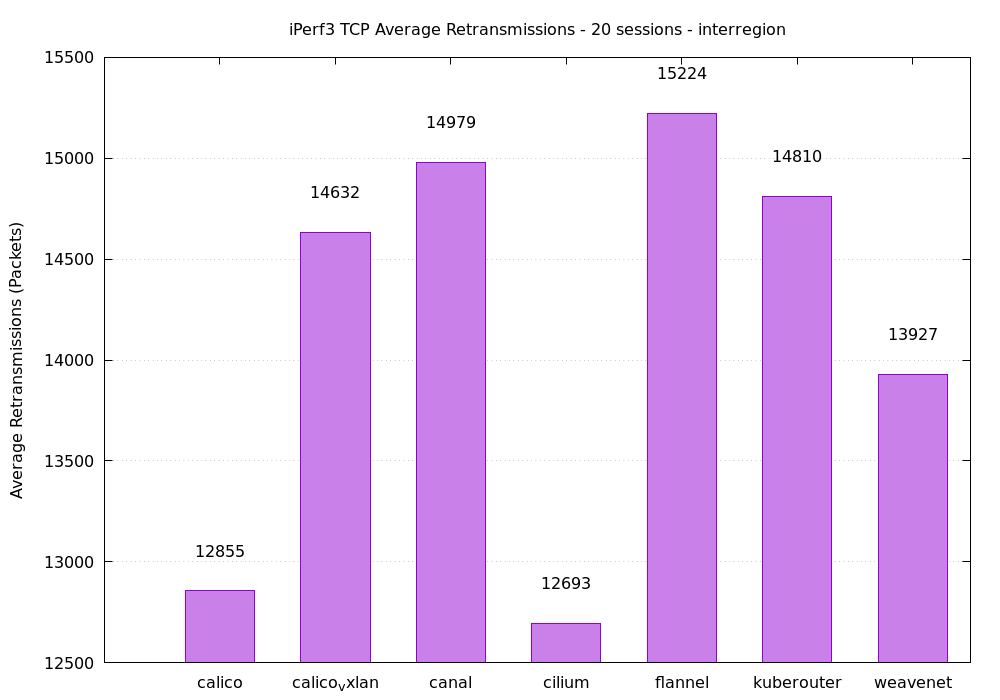 iPerf3 TCP Average Retransmissions - 20 sessions - interregion
Average Retransmissions (Packets)
15500
15000
14500
14000
13500
13000
12500
12855
14632
14979
12693
15224
14810
13927
calico
calicovxlan
canal
cilium
flannel
kuberouter
weavenet